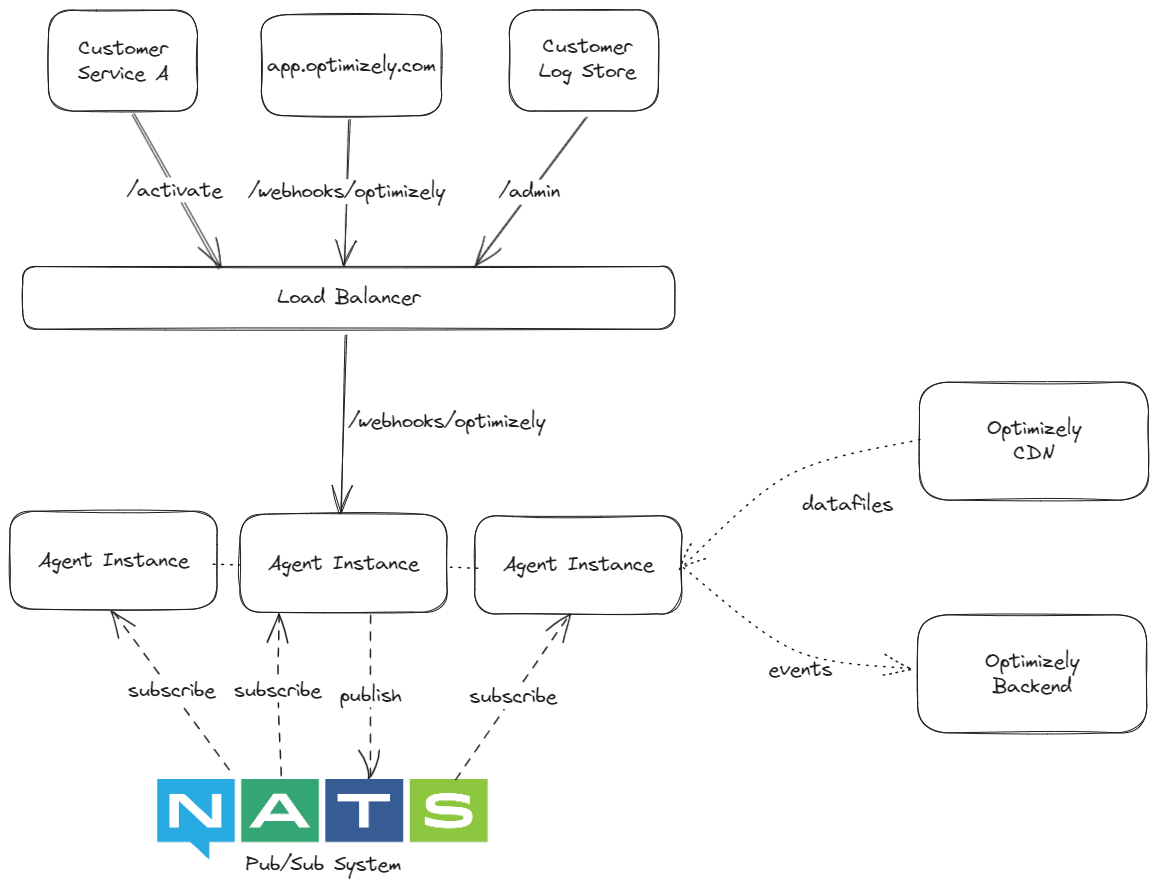 Customer
Service A
app.optimizely.com
Customer
Log Store
/activate
/webhooks/optimizely
/admin
Load Balancer
/webhooks/optimizely
Optimizely
CDN
datafiles
Agent Instance
Agent Instance
Agent Instance
events
Optimizely
Backend
subscribe
subscribe
publish
subscribe
NATS
Pub/Sub System